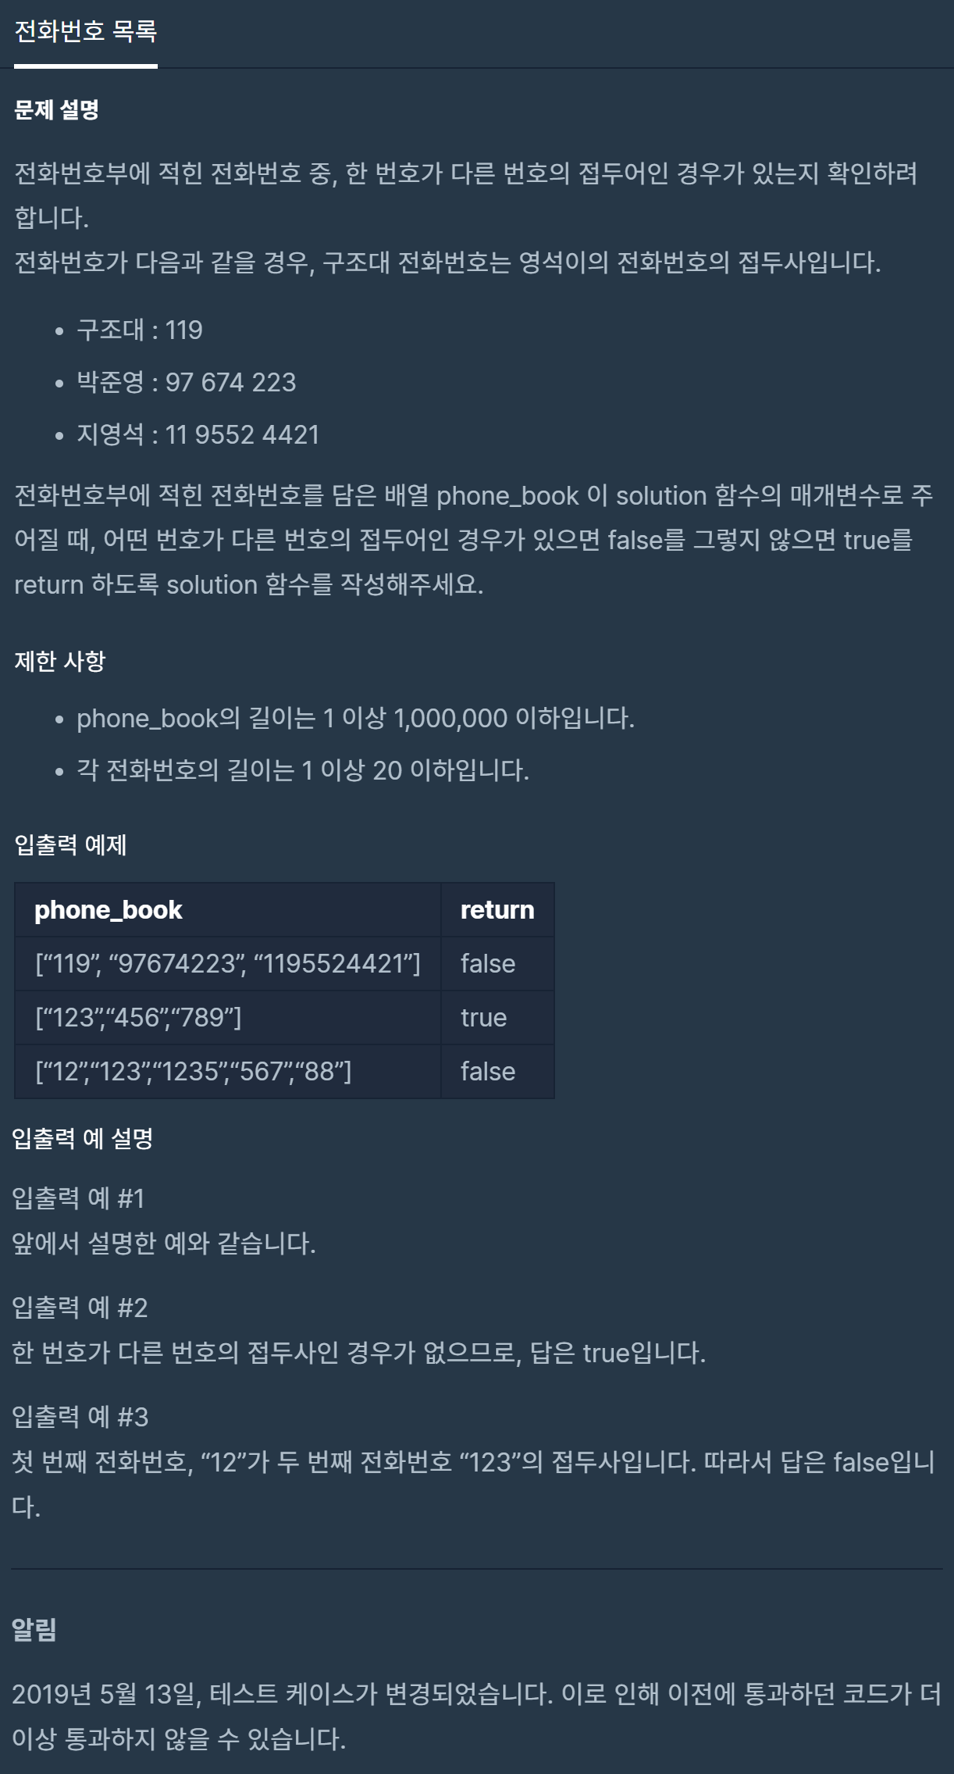 전화번호 목록
문제 설명
전화번호부에 적힌 전화번호 중, 한 번호가 다른 번호의 접두어인 경우가 있는지 확인하려
합니다.
전화번호가 다음과 같을 경우, 구조대 전화번호는 영석이의 전화번호의 접두사입니다.
• 구조대 : 119
• 박준영 : 97 674 223
• 지영석 : 11 9552 4421
전화번호부에 적힌 전화번호를 담은 배열 phone_book 이 solution 함수의 매개변수로 주
어질 때, 어떤 번호가 다른 번호의 접두어인 경우가 있으면 false를 그렇지 않으면 true를
return 하도록 solution 함수를 작성해주세요.
제한 사항
• phone_book의 길이는 1 이상 1,000,000 이하입니다.
• 각 전화번호의 길이는 1 이상 20 이하입니다.
입출력 예제
phone_book return
[“119”, “97674223”, “1195524421”] false
[“123”,“456”,“789”] true
[“12”,“123”,“1235”,“567”,“88”] false
입출력 예 설명
입출력 예 #1
앞에서 설명한 예와 같습니다.
입출력 예 #2
한 번호가 다른 번호의 접두사인 경우가 없으므로, 답은 true입니다.
입출력 예 #3
첫 번째 전화번호, “12”가 두 번째 전화번호 “123”의 접두사입니다. 따라서 답은 false입니
다.
알림
2019년 5월 13일, 테스트 케이스가 변경되었습니다. 이로 인해 이전에 통과하던 코드가 더
이상 통과하지 않을 수 있습니다.